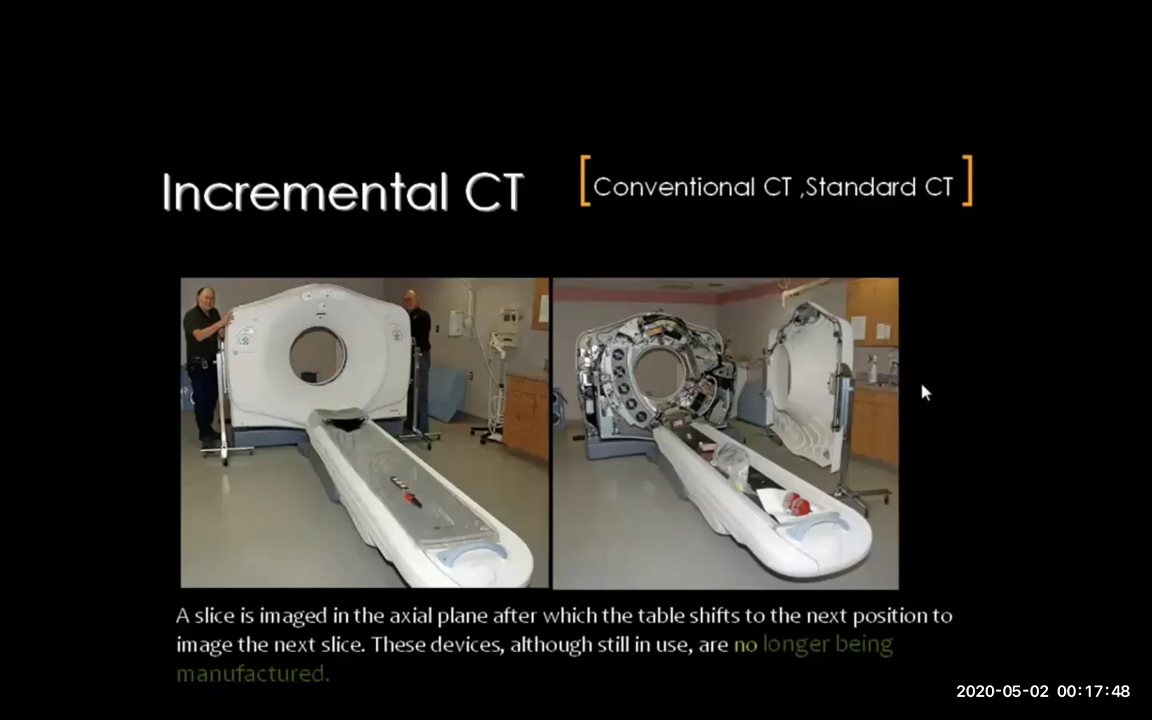 Incremental CT
[Conventional CT ,Standard CT]
A slice is imaged in the axial plane after which the table shifts to the next position to
image the next slice. These devices, although still in use, are no longer being
manufactured.
2020-05-02 00:17:48